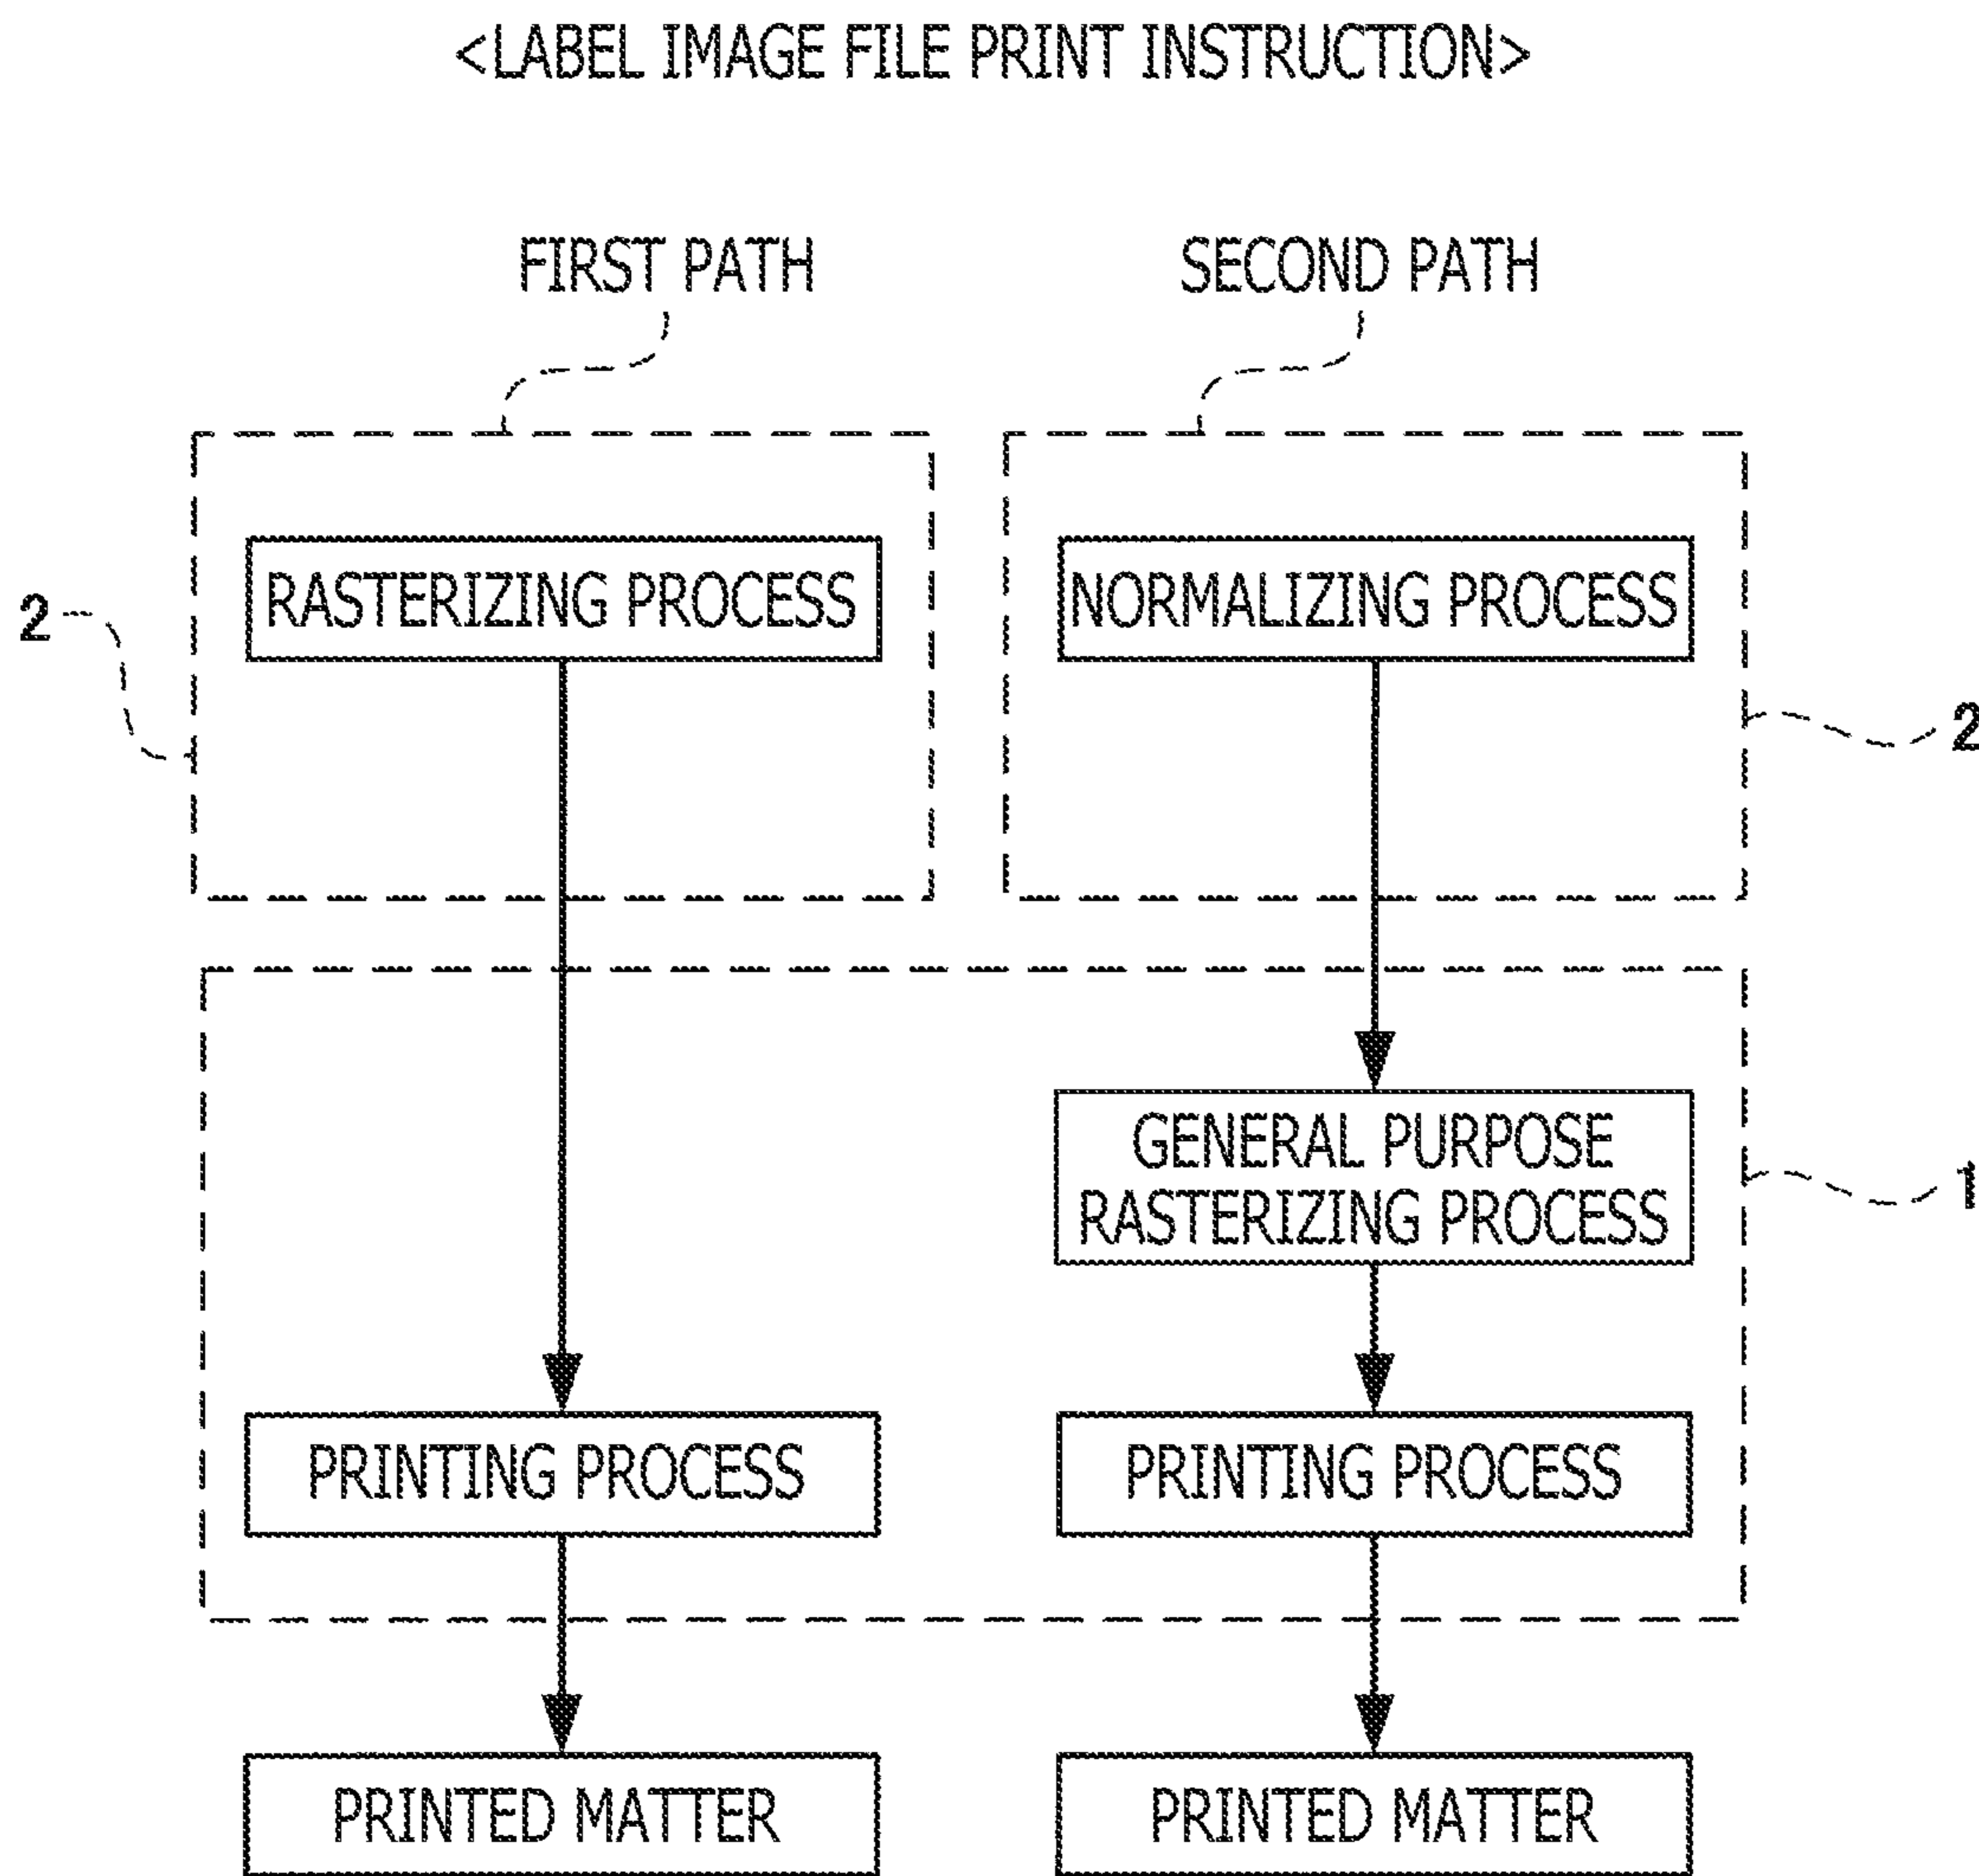 <LABEL IMAGE FILE PRINT INSTRUCTION>
FIRST PATH
SECOND PATH
RASTERIZING PROCESS
NORMALIZING PROCESS
2
2
GENERAL PURPOSE
RASTERIZING PROCESS
1
PRINTING PROCESS
PRINTING PROCESS
PRINTED MATTER
PRINTED MATTER